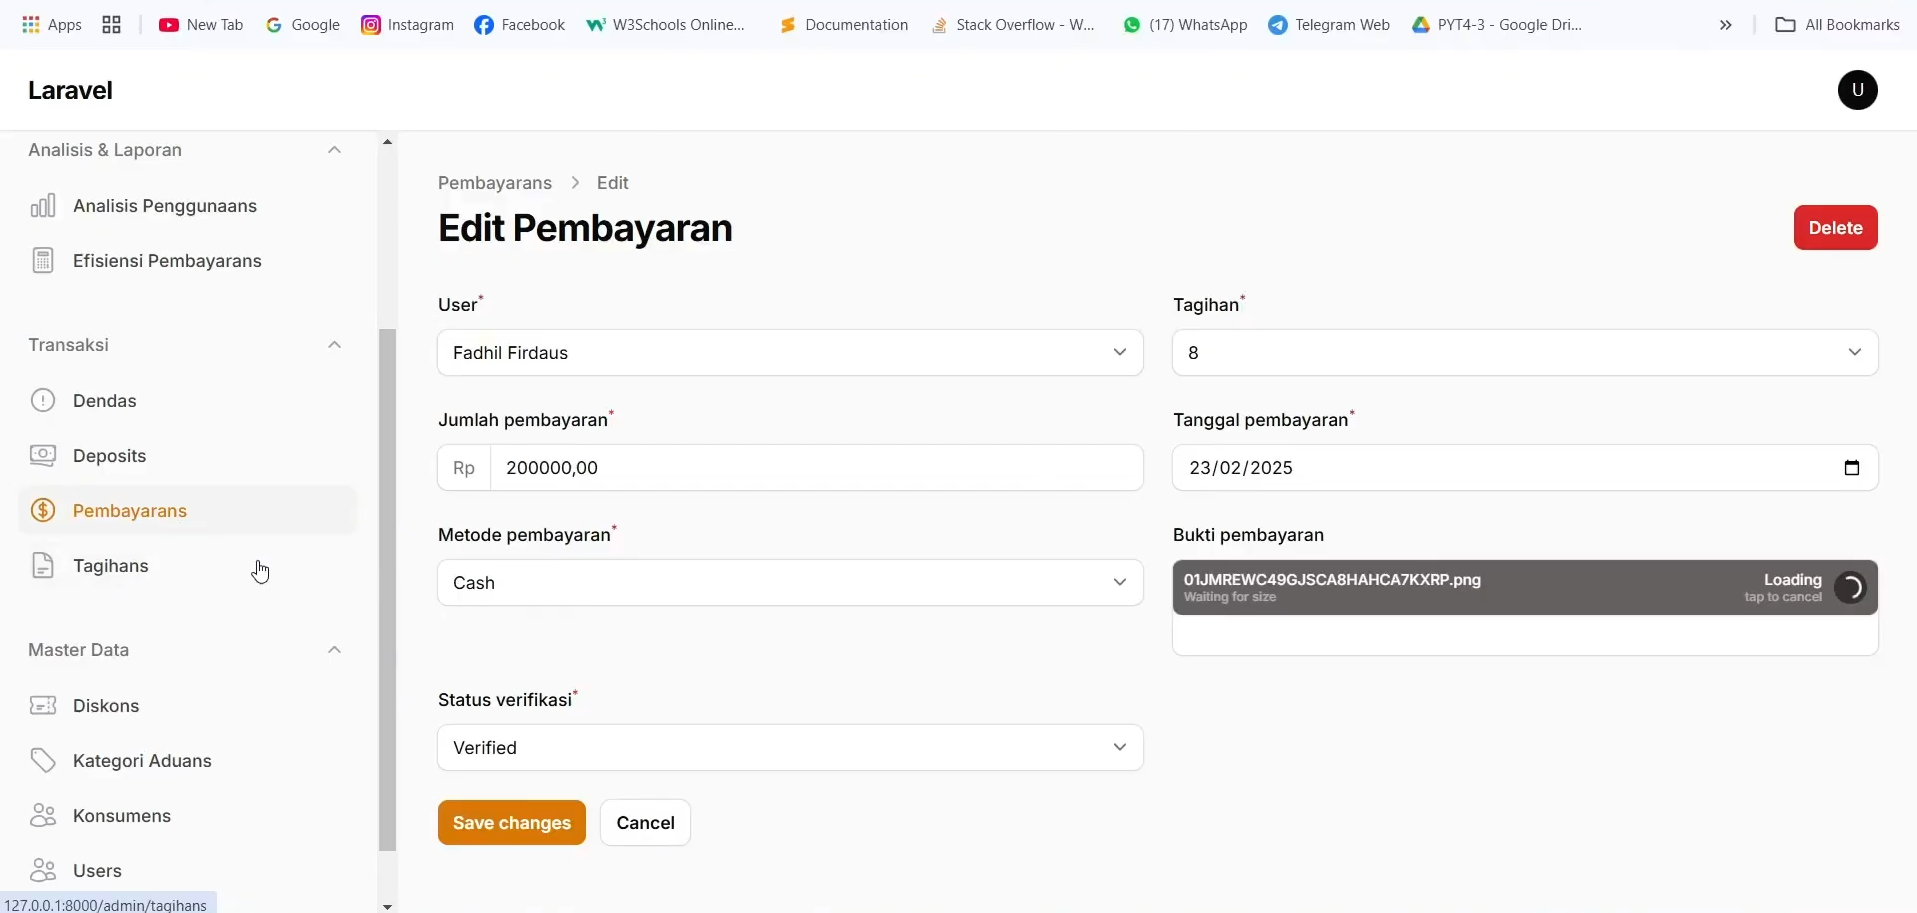 Apps
New Tab
Google
Instagram
Facebook
W3Schools Online...
Documentation
Stack Overflow - W...
(17) WhatsApp
Telegram Web
PYT4-3 - Google Dri...
»
All Bookmarks
Laravel
U
Analisis & Laporan
Analisis Penggunaans
Efisiensi Pembayarans
Transaksi
Dendas
Deposits
Pembayarans
Tagihans
Master Data
Diskons
Kategori Aduans
Konsumens
Users
127.0.0.1:8000/admin/tagihans
Pembayarans > Edit
Edit Pembayaran
Delete
User*
Fadhil Firdaus
Tagihan*
8
Jumlah pembayaran*
Rp 200000,00
Tanggal pembayaran*
23/02/2025
Metode pembayaran*
Cash
Bukti pembayaran
01JMREWC49GJSCA8HAHCA7KXRP.png
Waiting for size
Loading
tap to cancel
Status verifikasi*
Verified
Save changes
Cancel